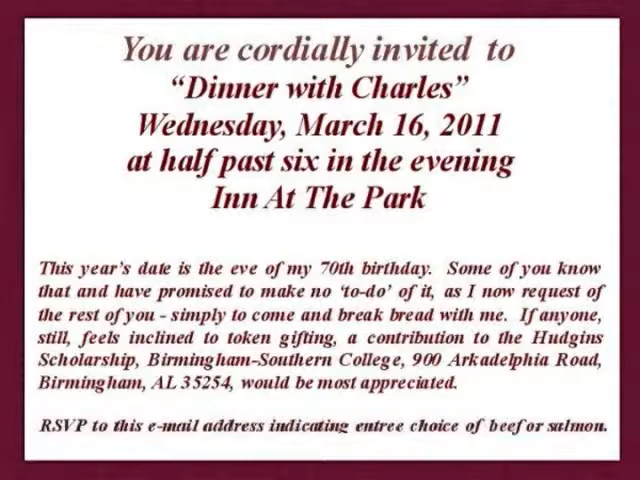 You are cordially invited to
“Dinner with Charles”
Wednesday, March 16, 2011
at half past six in the evening
Inn At The Park
This year’s date is the eve of my 70th birthday. Some of you know
that and have promised to make no ‘to-do’ of it, as I now request of
the rest of you - simply to come and break bread with me. If anyone,
still, feels inclined to token gifting, a contribution to the Hudgins
Scholarship, Birmingham-Southern College, 900 Arkadelphia Road,
Birmingham, AL 35254, would be most appreciated.
RSVP to this e-mail address indicating entree choice of beef or salmon.